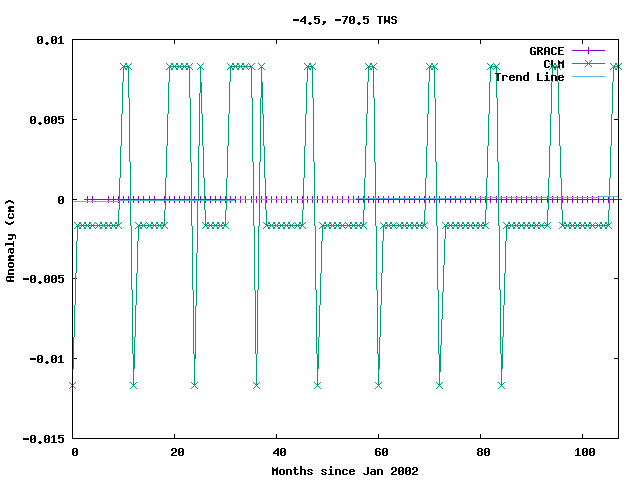 -4.5, -70.5 TWS
GRACE
CLM
Trend Line
0.01
0.005
0
-0.005
-0.01
-0.015
Anomaly (cm)
0 20 40 60 80 100
Months since Jan 2002